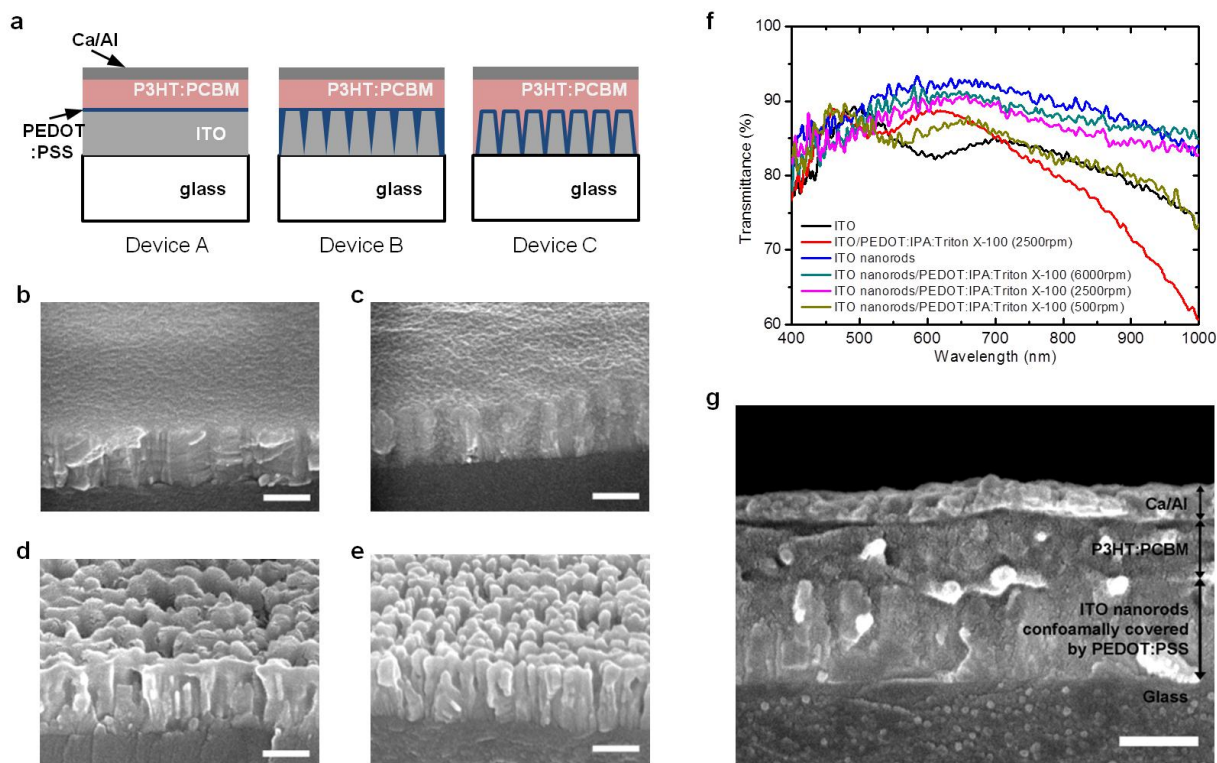 a
Ca/Al
P3HT:PCBM
P3HT:PCBM
P3HT:PCBM
PEDOT
:PSS
ITO
glass
glass
glass
Device A
Device B
Device C
b
c
d
e
f
100
90
80
70
60
Transmittance (%)
ITO
ITO/PEDOT:IPA:Triton X-100 (2500rpm)
ITO nanorods
ITO nanorods/PEDOT:IPA:Triton X-100 (6000rpm)
ITO nanorods/PEDOT:IPA:Triton X-100 (2500rpm)
ITO nanorods/PEDOT:IPA:Triton X-100 (500rpm)
400 500 600 700 800 900 1000
Wavelength (nm)
g
Ca/Al
P3HT:PCBM
ITO nanorods
confoamally covered
by PEDOT:PSS
Glass